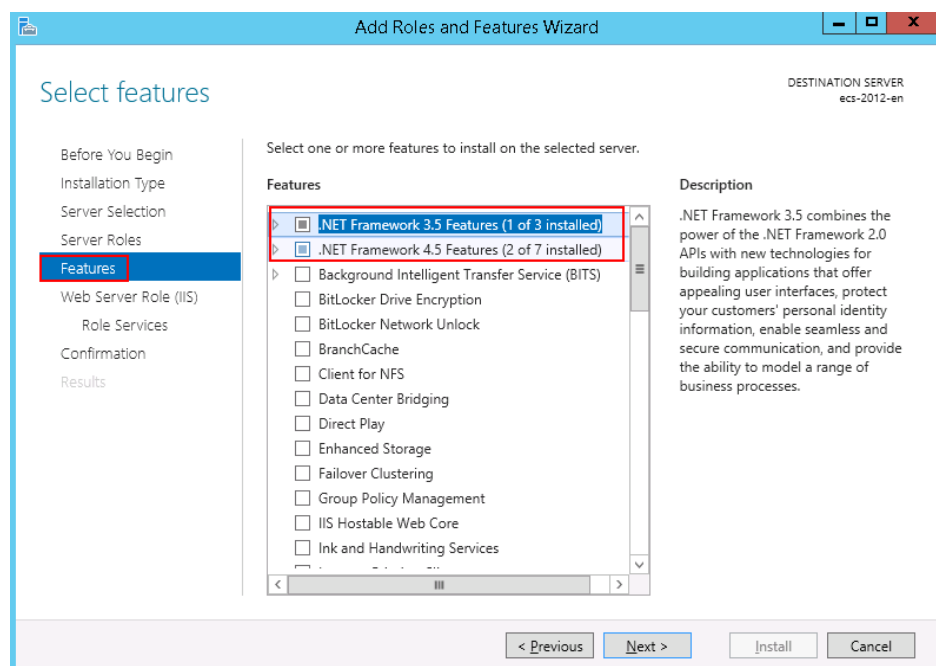 Add Roles and Features Wizard
Select features
DESTINATION SERVER
ecs-2012-en
Before You Begin
Installation Type
Server Selection
Server Roles
Features
Web Server Role (IIS)
Role Services
Confirmation
Results
Select one or more features to install on the selected server.
Features
.NET Framework 3.5 Features (1 of 3 installed)
.NET Framework 4.5 Features (2 of 7 installed)
Background Intelligent Transfer Service (BITS)
BitLocker Drive Encryption
BitLocker Network Unlock
BranchCache
Client for NFS
Data Center Bridging
Direct Play
Enhanced Storage
Failover Clustering
Group Policy Management
IIS Hostable Web Core
Ink and Handwriting Services
Description
.NET Framework 3.5 combines the
power of the .NET Framework 2.0
APIs with new technologies for
building applications that offer
appealing user interfaces, protect
your customers' personal identity
information, enable seamless and
secure communication, and provide
the ability to model a range of
business processes.
< Previous
Next >
Install
Cancel